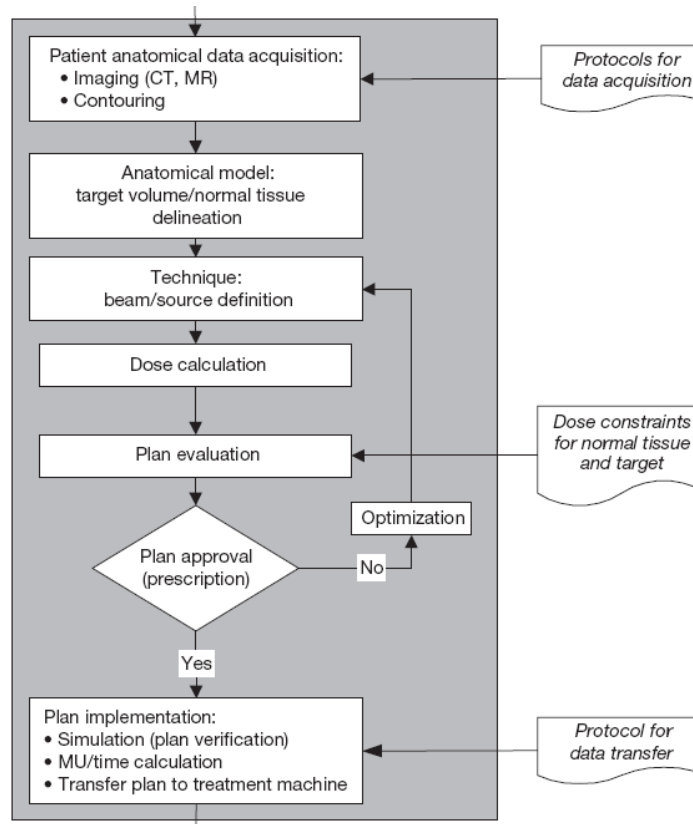 Patient anatomical data acquisition:
• Imaging (CT, MR)
• Contouring
Protocols for
data acquisition
Anatomical model:
target volume/normal tissue
delineation
Technique:
beam/source definition
Dose calculation
Dose constraints
for normal tissue
and target
Plan evaluation
Optimization
Plan approval
(prescription)
No
Yes
Plan implementation:
• Simulation (plan verification)
• MU/time calculation
• Transfer plan to treatment machine
Protocol for
data transfer